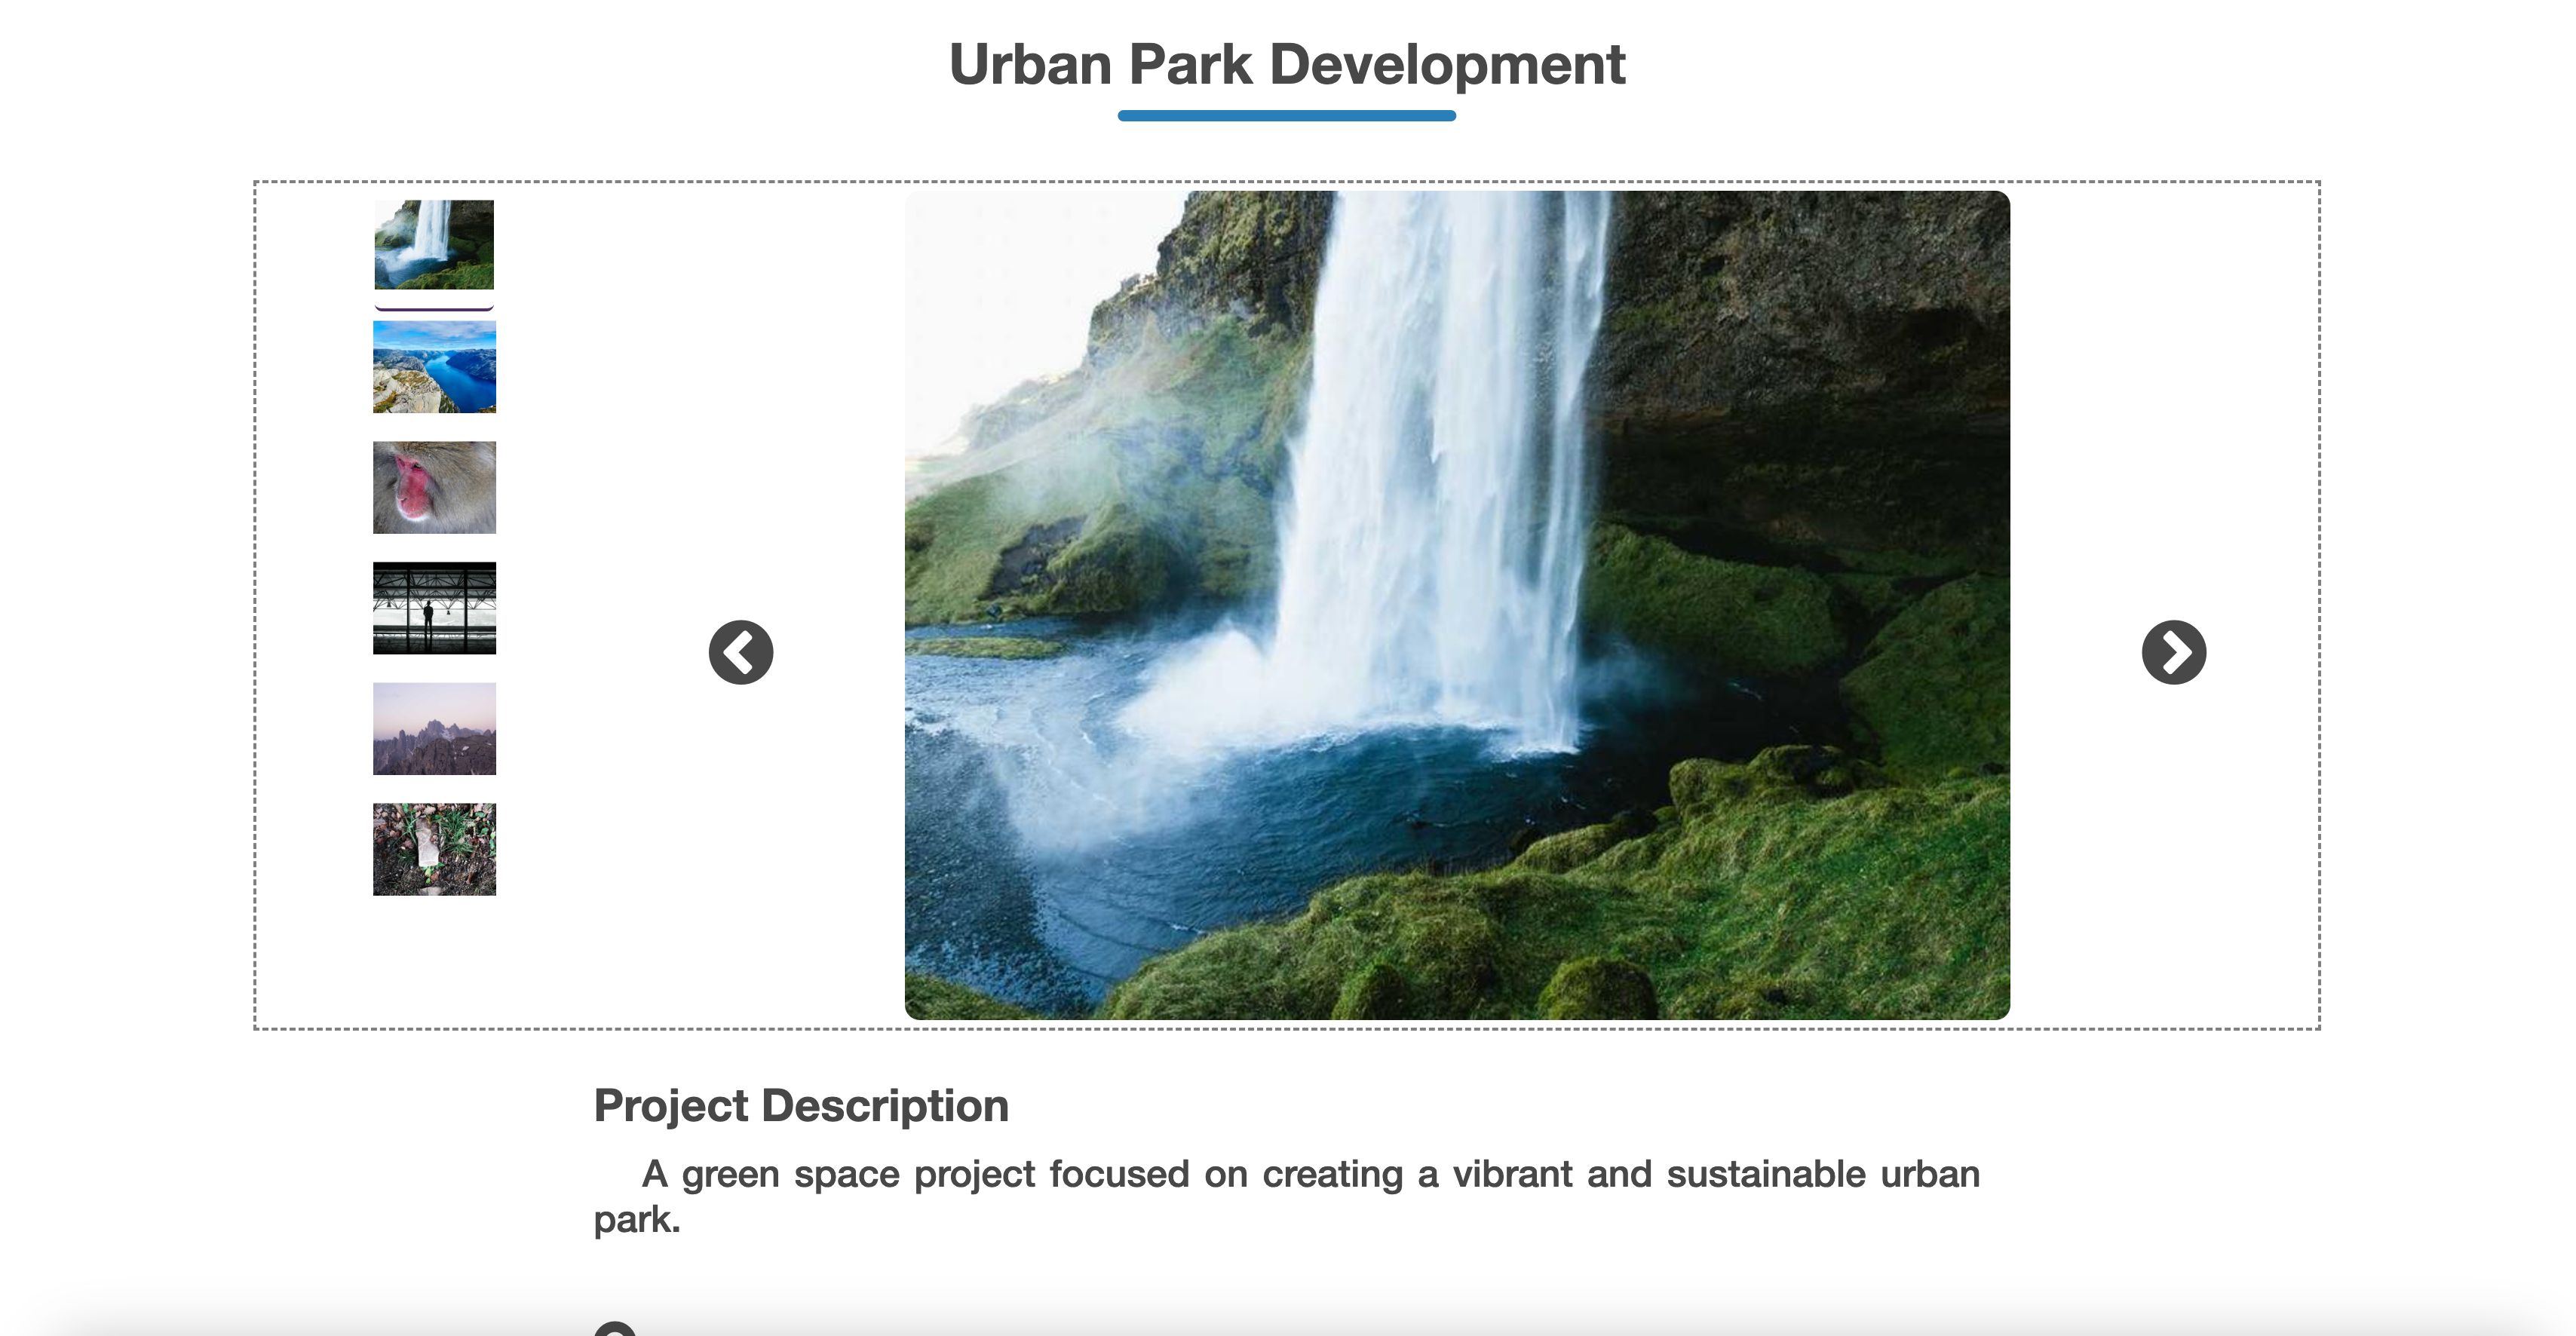 Urban Park Development
Project Description
A green space project focused on creating a vibrant and sustainable urban
park.